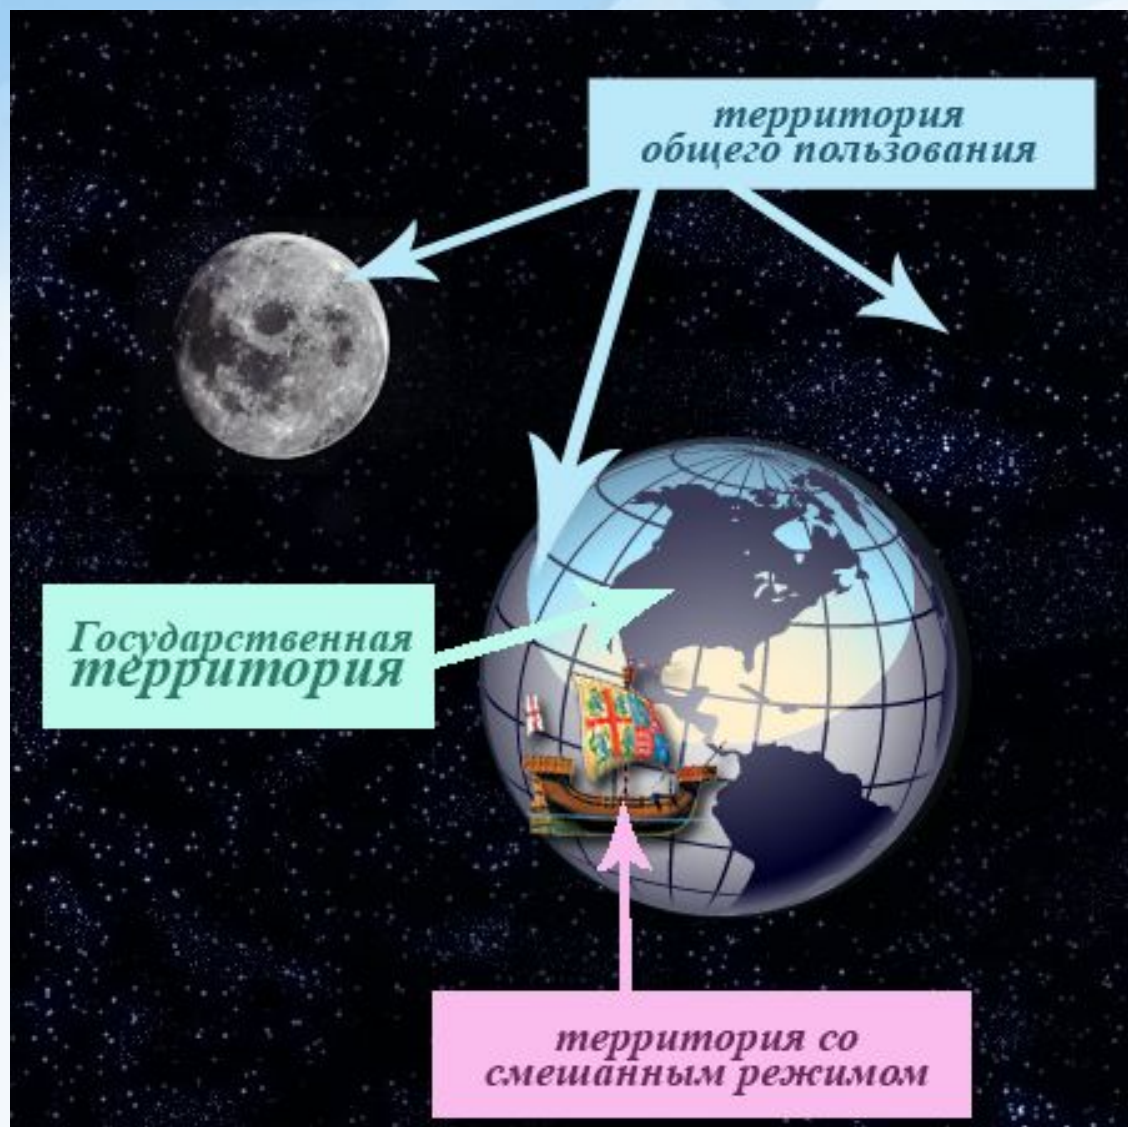 территория
общего пользования
Государственная
территория
территория со
смешанным режимом